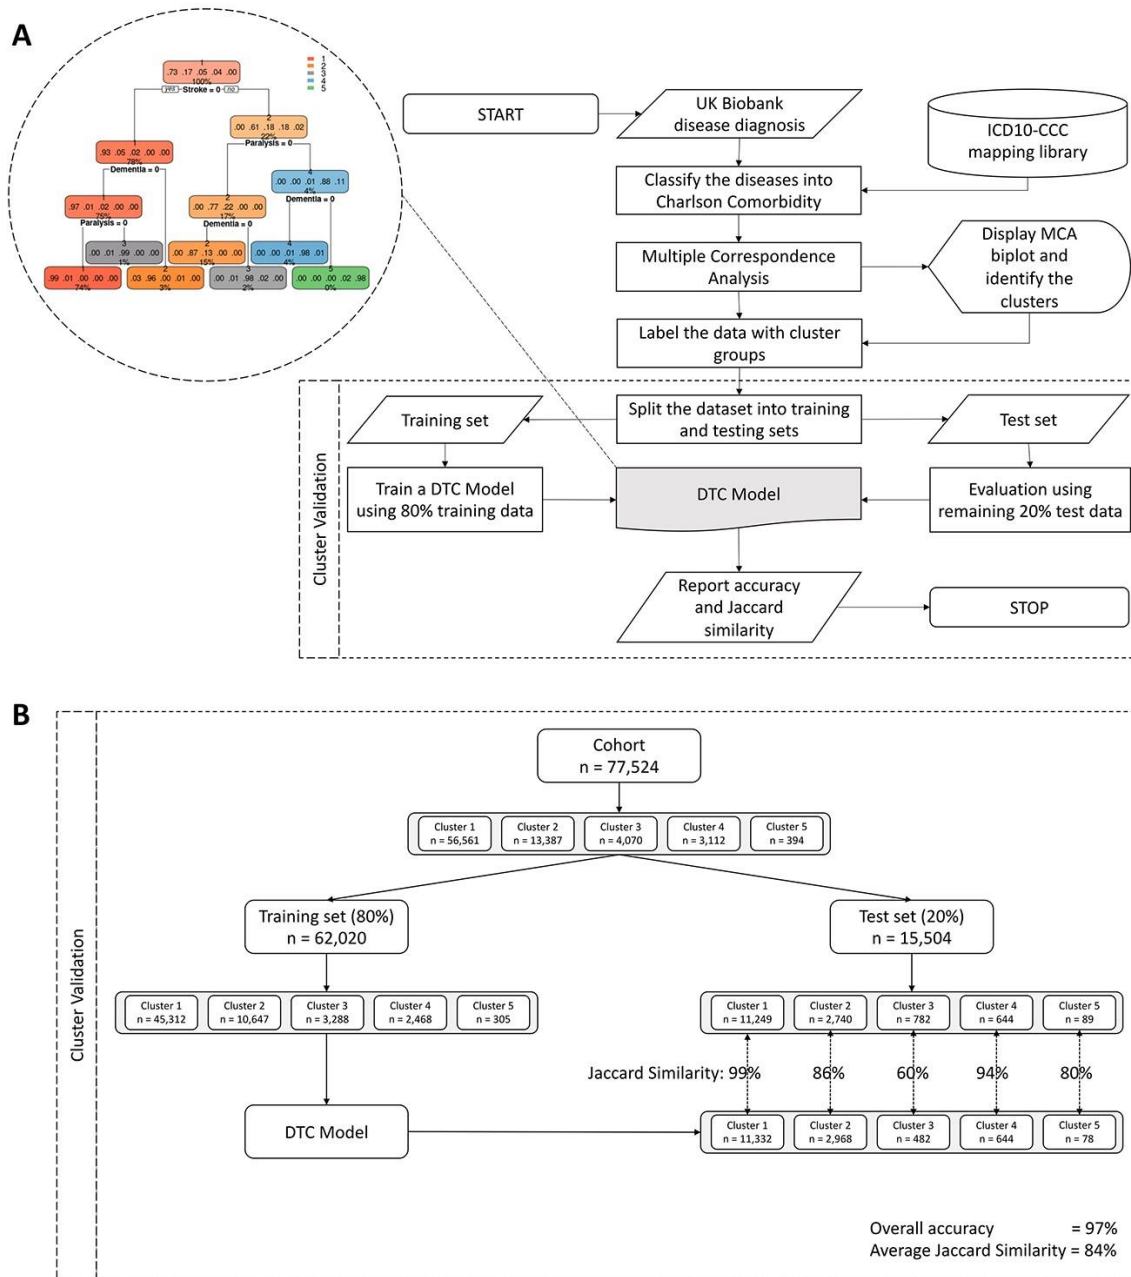 A
1
2
3
4
5
1
.73 .17 .05 .04 .00
100%
yes Stroke = 0 no
2
.00 .61 .18 .18 .02
22%
Paralysis = 0
1
.93 .05 .02 .00 .00
78%
Dementia = 0
4
.00 .00 .01 .88 .11
4%
Dementia = 0
1
.97 .01 .02 .00 .00
75%
Paralysis = 0
2
.00 .77 .22 .00 .00
17%
Dementia = 0
3
.00 .01 .99 .00 .00
1%
2
.00 .87 .13 .00 .00
15%
4
.00 .00 .01 .98 .01
4%
1
.99 .01 .00 .00 .00
74%
2
.03 .96 .00 .01 .00
3%
3
.00 .01 .98 .02 .00
2%
5
.00 .00 .00 .02 .98
0%
START
UK Biobank
disease diagnosis
ICD10-CCC
mapping library
Classify the diseases into
Charlson Comorbidity
Multiple Correspondence
Analysis
Display MCA
biplot and
identify the
clusters
Label the data with cluster
groups
Cluster Validation
Training set
Split the dataset into training
and testing sets
Test set
Train a DTC Model
using 80% training data
DTC Model
Evaluation using
remaining 20% test data
Report accuracy
and Jaccard
similarity
STOP
B
Cluster Validation
Cohort
n = 77,524
Cluster 1
n = 56,561
Cluster 2
n = 13,387
Cluster 3
n = 4,070
Cluster 4
n = 3,112
Cluster 5
n = 394
Training set (80%)
n = 62,020
Test set (20%)
n = 15,504
Cluster 1
n = 45,312
Cluster 2
n = 10,647
Cluster 3
n = 3,288
Cluster 4
n = 2,468
Cluster 5
n = 305
Cluster 1
n = 11,249
Cluster 2
n = 2,740
Cluster 3
n = 782
Cluster 4
n = 644
Cluster 5
n = 89
Jaccard Similarity: 99% 86% 60% 94% 80%
DTC Model
Cluster 1
n = 11,332
Cluster 2
n = 2,968
Cluster 3
n = 482
Cluster 4
n = 644
Cluster 5
n = 78
Overall accuracy = 97%
Average Jaccard Similarity = 84%